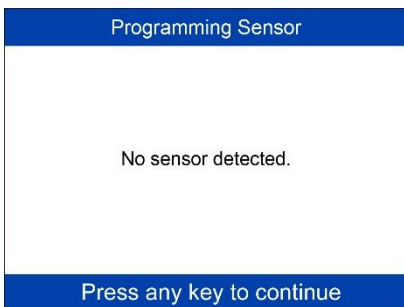 Programming Sensor
No sensor detected.
Press any key to continue